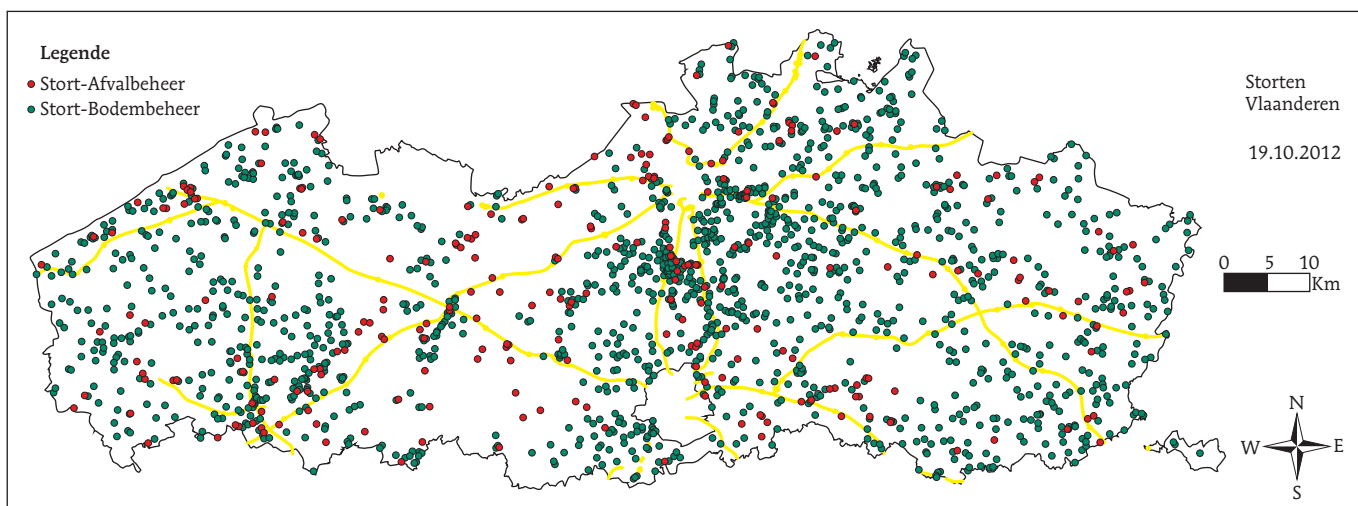 Legende
Stort-Afvalbeheer
Stort-Bodembeheer
Storten
Vlaanderen
19.10.2012
0 5 10
Km
N
W E
S